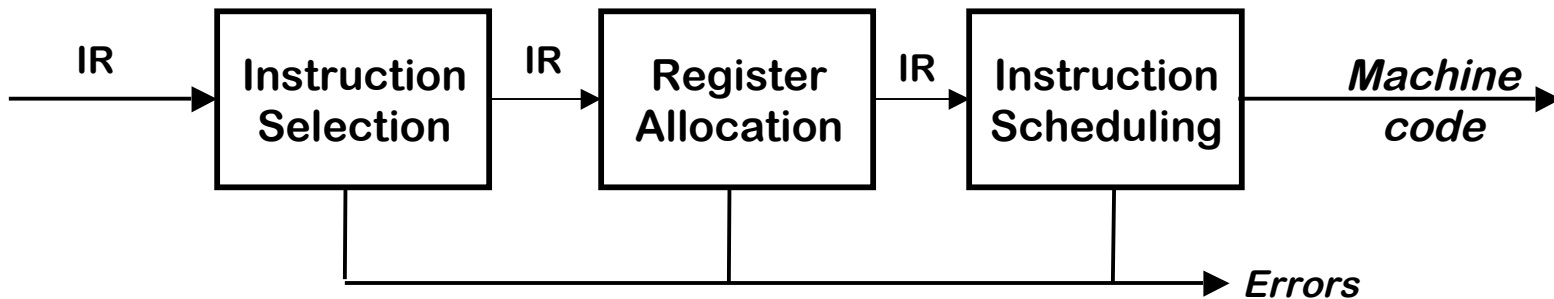 IR
Instruction
Selection
IR
Register
Allocation
IR
Instruction
Scheduling
Machine
code
Errors